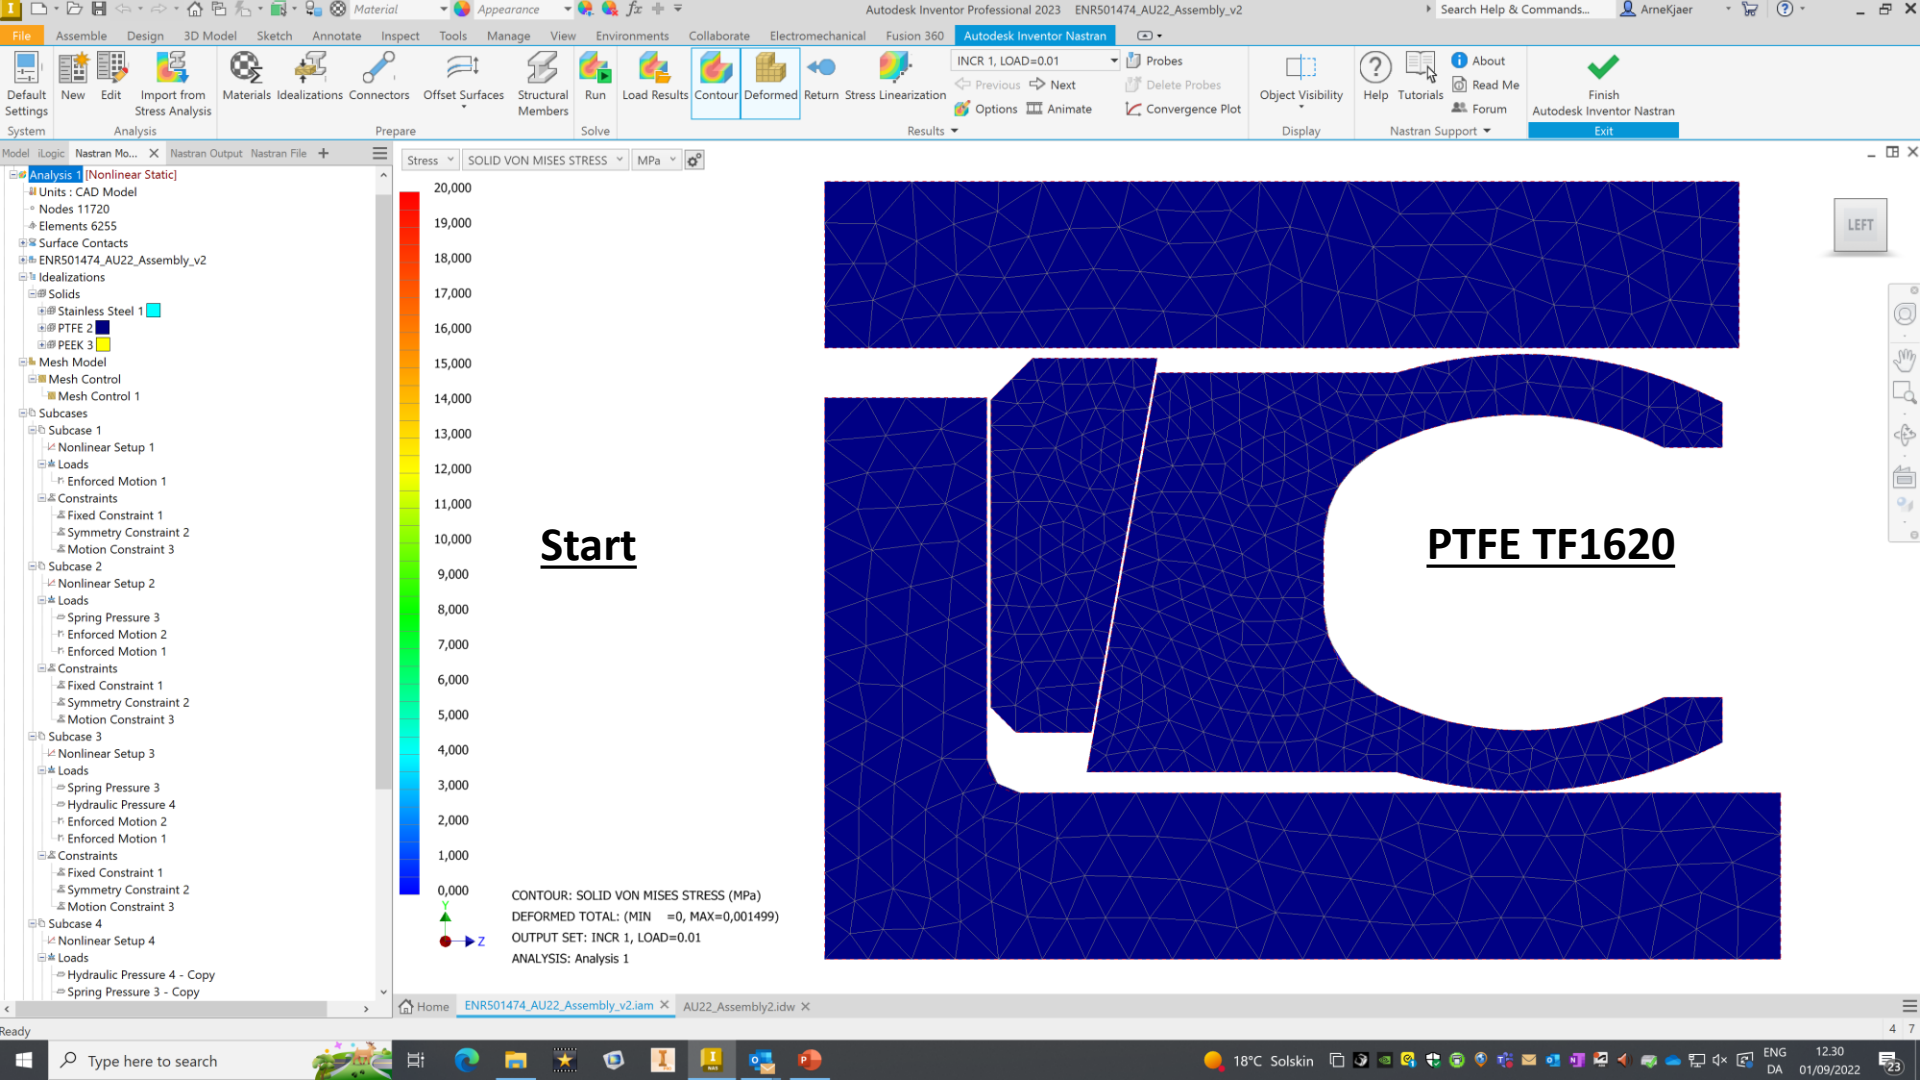 Material
Appearance
Autodesk Inventor Professional 2023 ENR501474_AU22_Assembly_v2
Search Help & Commands...
ArneKjaer
File Assemble Design 3D Model Sketch Annotate Inspect Tools Manage View Environments Collaborate Electromechanical Fusion 360 Autodesk Inventor Nastran
Default Settings
New
Edit
Import from Stress Analysis
Materials
Idealizations
Connectors
Offset Surfaces
Structural Members
Run
Load Results
Contour
Deformed
Return
Stress Linearization
INCR 1, LOAD=0.01
Previous Next
Options Animate
Probes
Delete Probes
Convergence Plot
Object Visibility
Help
Tutorials
About
Read Me
Forum
Finish
Autodesk Inventor Nastran
System Analysis Prepare Solve Results Display Nastran Support Exit
Model iLogic Nastran Mo... Nastran Output Nastran File
Analysis 1 [Nonlinear Static]
Units : CAD Model
Nodes 11720
Elements 6255
Surface Contacts
ENR501474_AU22_Assembly_v2
Idealizations
Solids
Stainless Steel 1
PTFE 2
PEEK 3
Mesh Model
Mesh Control
Mesh Control 1
Subcases
Subcase 1
Nonlinear Setup 1
Loads
Enforced Motion 1
Constraints
Fixed Constraint 1
Symmetry Constraint 2
Motion Constraint 3
Subcase 2
Nonlinear Setup 2
Loads
Spring Pressure 3
Enforced Motion 2
Enforced Motion 1
Constraints
Fixed Constraint 1
Symmetry Constraint 2
Motion Constraint 3
Subcase 3
Nonlinear Setup 3
Loads
Spring Pressure 3
Hydraulic Pressure 4
Enforced Motion 2
Enforced Motion 1
Constraints
Fixed Constraint 1
Symmetry Constraint 2
Motion Constraint 3
Subcase 4
Nonlinear Setup 4
Loads
Hydraulic Pressure 4 - Copy
Spring Pressure 3 - Copy
Stress SOLID VON MISES STRESS MPa
20,000
19,000
18,000
17,000
16,000
15,000
14,000
13,000
12,000
11,000
10,000
9,000
8,000
7,000
6,000
5,000
4,000
3,000
2,000
1,000
0,000
Y
Z
Start
PTFE TF1620
LEFT
CONTOUR: SOLID VON MISES STRESS (MPa)
DEFORMED TOTAL: (MIN =0, MAX=0,001499)
OUTPUT SET: INCR 1, LOAD=0.01
ANALYSIS: Analysis 1
Home ENR501474_AU22_Assembly_v2.iam AU22_Assembly2.idw
Ready
4 7
Type here to search
18°C Solskin
ENG
DA
12.30
01/09/2022
23